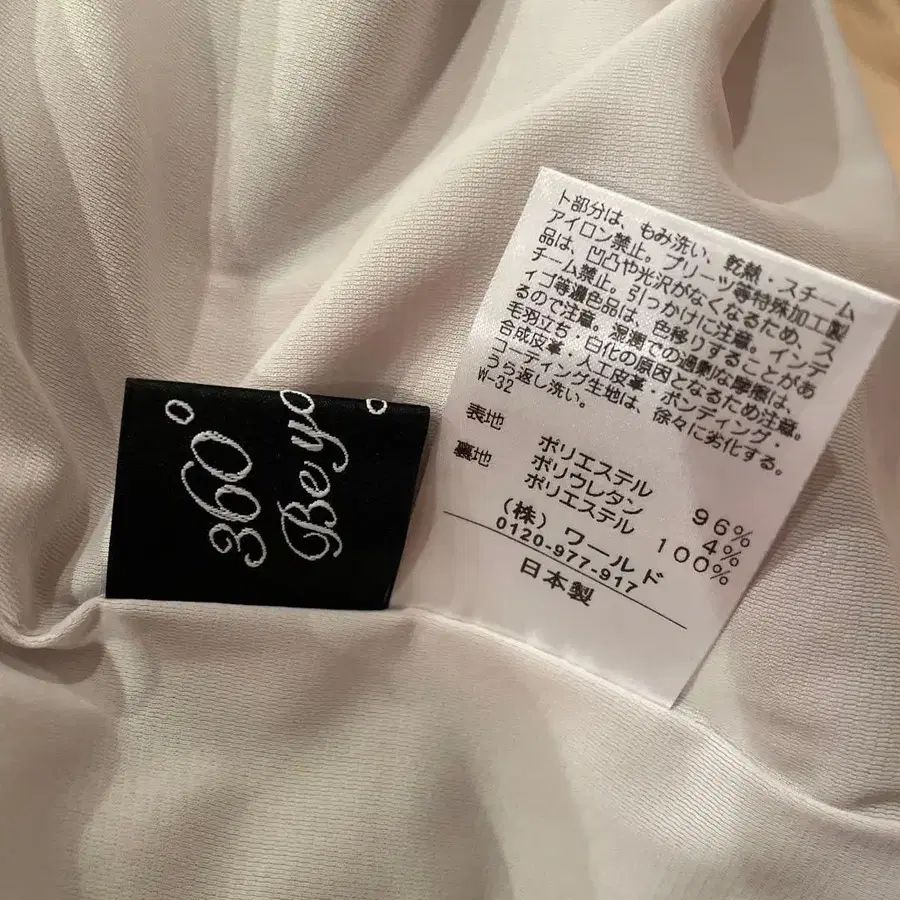 360°
Beyo
ト部分は、もみ洗い、乾熱・スチーム
アイロン禁止。プリーツ等特殊加工製
品は、凹凸や光沢がなくなるため、ス
チーム禁止。引つかけに注意。インデ
ィゴ等濃色品は、色移りすることがあ
るので注意。湿潤での過剰な摩擦は、
毛羽立ち・白化の原因となるため注意。
合成皮革・人工皮革・ボンディング・
コーティング生地は、徐々に劣化する。
うら返し洗い。
W-32
表地 ポリエステル 96%
ポリウレタン 4%
裏地 ポリエステル 100%
(株)ワールド
0120-977-917
日本製